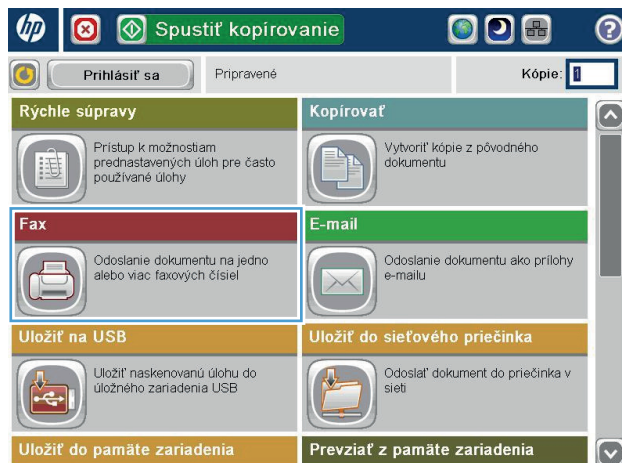 hp
Spustiť kopírovanie
?
Prihlásiť sa
Pripravené
Kópie: 1
Rýchle súpravy
Prístup k možnostiam
prednastavených úloh pre často
používané úlohy
Kopírovať
Vytvoriť kópie z pôvodného
dokumentu
Fax
Odoslanie dokumentu na jedno
alebo viac faxových čísiel
E-mail
Odoslanie dokumentu ako prílohy
e-mailu
Uložiť na USB
Uložiť naskenovanú úlohu do
úložného zariadenia USB
Uložiť do sieťového priečinka
Odoslať dokument do priečinka v
sieti
Uložiť do pamäte zariadenia
Prevziať z pamäte zariadenia